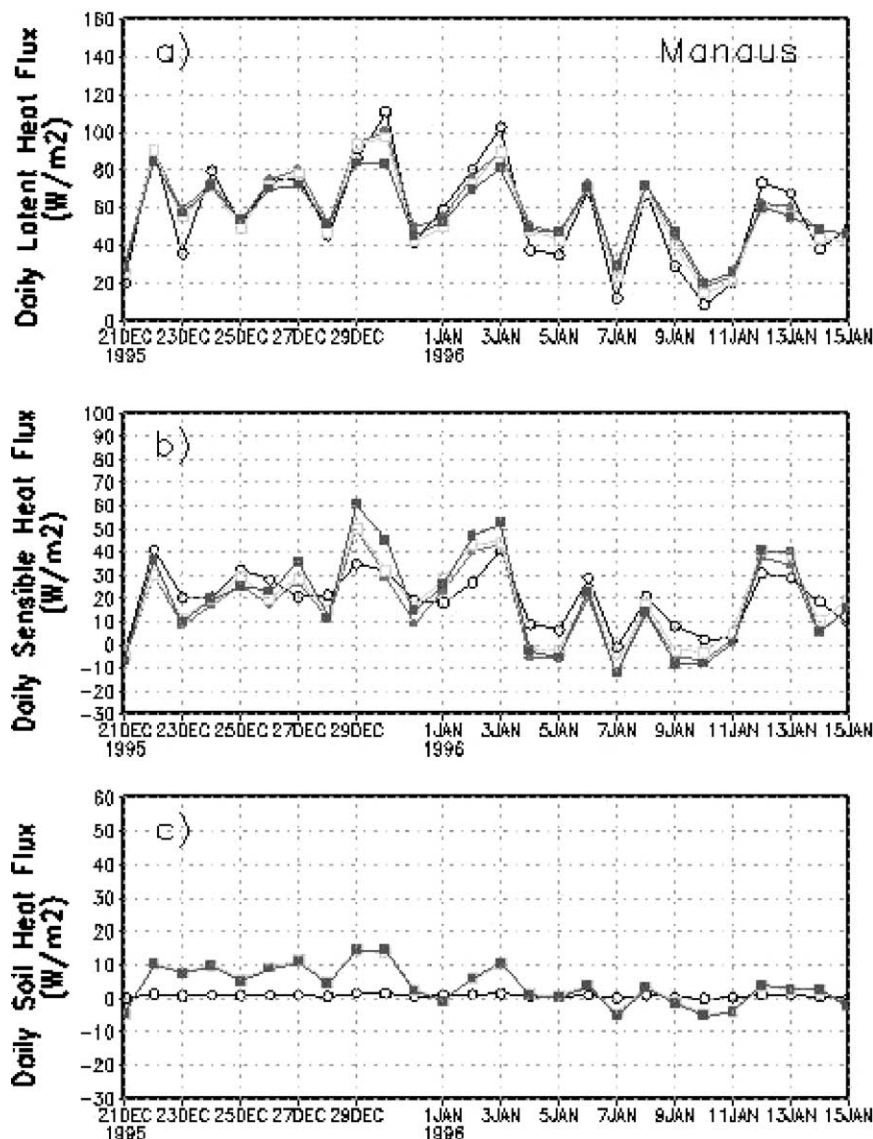 Daily Latent Heat Flux
(W/m2)
a)
Manaus
160
140
120
100
80
60
40
20
0
21DEC 23DEC 25DEC 27DEC 29DEC 1JAN 3JAN 5JAN 7JAN 9JAN 11JAN 13JAN 15JAN
1995 1996
Daily Sensible Heat Flux
(W/m2)
b)
100
90
80
70
60
50
40
30
20
10
0
-10
-20
-30
21DEC 23DEC 25DEC 27DEC 29DEC 1JAN 3JAN 5JAN 7JAN 9JAN 11JAN 13JAN 15JAN
1995 1996
Daily Soil Heat Flux
(W/m2)
c)
60
50
40
30
20
10
0
-10
-20
-30
21DEC 23DEC 25DEC 27DEC 29DEC 1JAN 3JAN 5JAN 7JAN 9JAN 11JAN 13JAN 15JAN
1995 1996